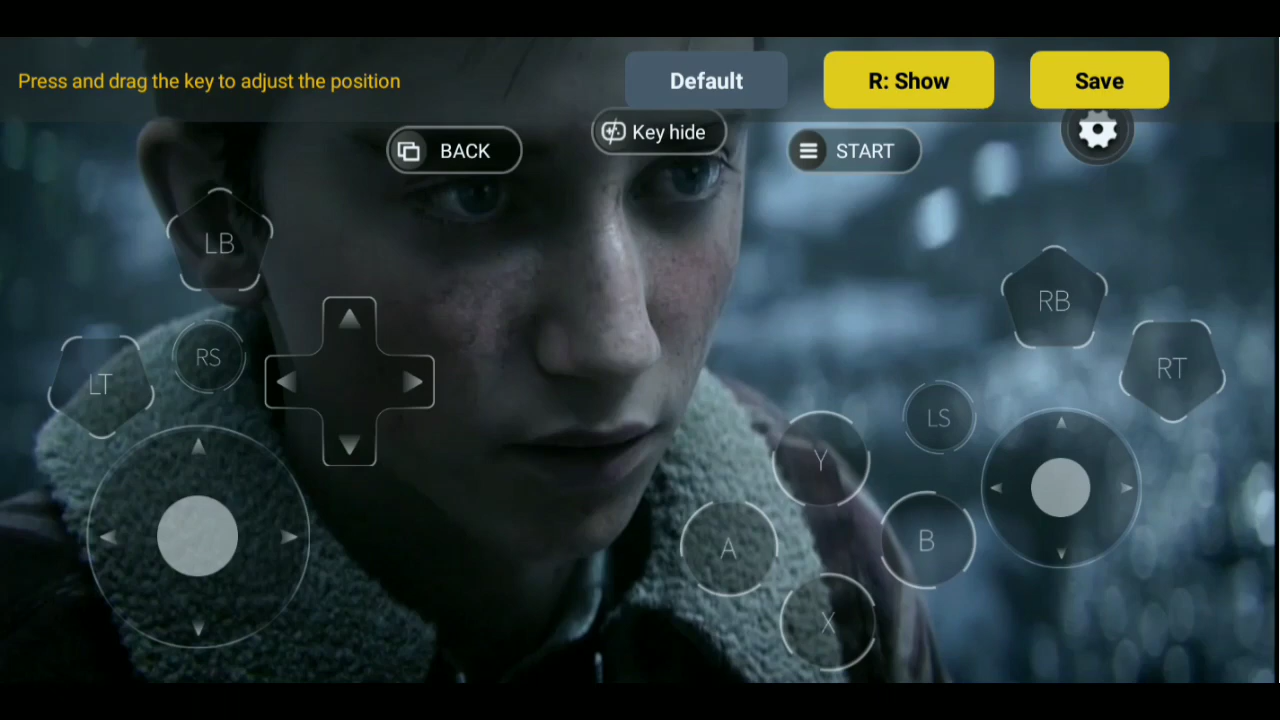 Press and drag the key to adjust the position
Default
R: Show
Save
BACK
Key hide
START
LB
RB
LT
RS
RT
LS
Y
A
B
X